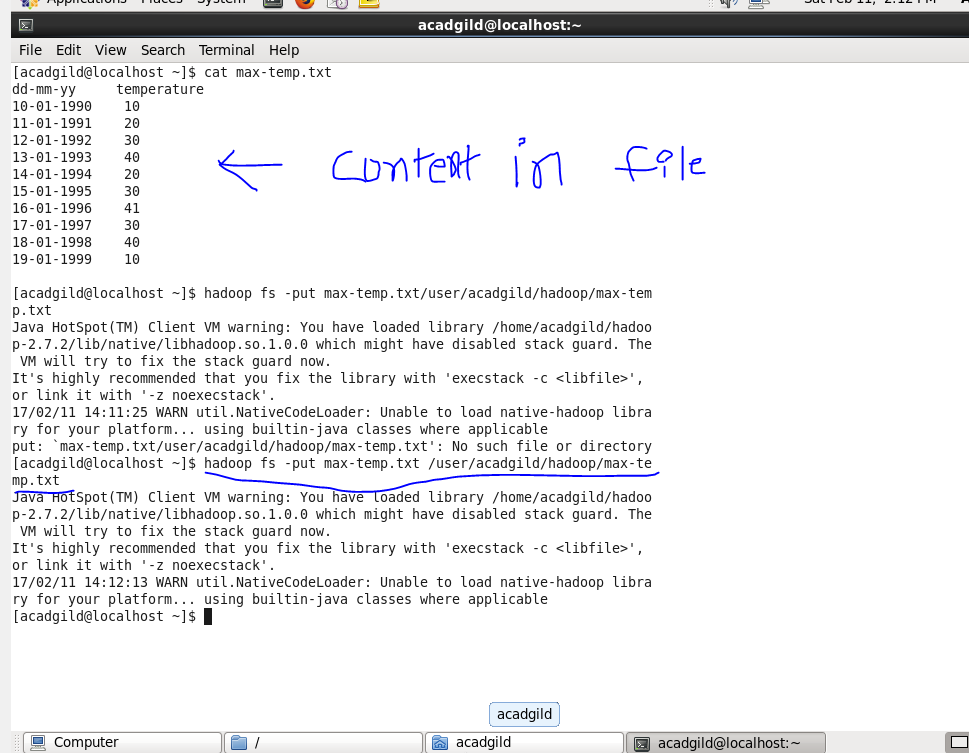 Applications Places System Sat Feb 11, 2:12 PM
acadgild@localhost:~
File Edit View Search Terminal Help
[acadgild@localhost ~]$ cat max-temp.txt
dd-mm-yy temperature
10-01-1990 10
11-01-1991 20
12-01-1992 30
13-01-1993 40
14-01-1994 20
15-01-1995 30
16-01-1996 41
17-01-1997 30
18-01-1998 40
19-01-1999 10
← content in file
[acadgild@localhost ~]$ hadoop fs -put max-temp.txt/user/acadgild/hadoop/max-tem
p.txt
Java HotSpot(TM) Client VM warning: You have loaded library /home/acadgild/hadoo
p-2.7.2/lib/native/libhadoop.so.1.0.0 which might have disabled stack guard. The
 VM will try to fix the stack guard now.
It's highly recommended that you fix the library with 'execstack -c <libfile>',
or link it with '-z noexecstack'.
17/02/11 14:11:25 WARN util.NativeCodeLoader: Unable to load native-hadoop libra
ry for your platform... using builtin-java classes where applicable
put: `max-temp.txt/user/acadgild/hadoop/max-temp.txt': No such file or directory
[acadgild@localhost ~]$ hadoop fs -put max-temp.txt /user/acadgild/hadoop/max-te
mp.txt
Java HotSpot(TM) Client VM warning: You have loaded library /home/acadgild/hadoo
p-2.7.2/lib/native/libhadoop.so.1.0.0 which might have disabled stack guard. The
 VM will try to fix the stack guard now.
It's highly recommended that you fix the library with 'execstack -c <libfile>',
or link it with '-z noexecstack'.
17/02/11 14:12:13 WARN util.NativeCodeLoader: Unable to load native-hadoop libra
ry for your platform... using builtin-java classes where applicable
[acadgild@localhost ~]$
acadgild
Computer / acadgild acadgild@localhost:~